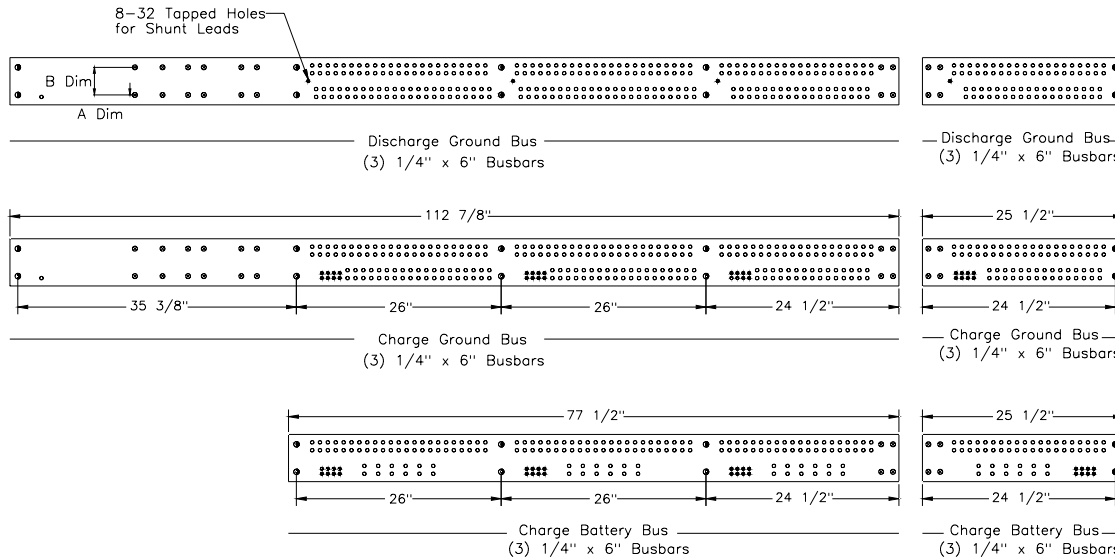 8-32 Tapped Holes
for Shunt Leads
B Dim
A Dim
Discharge Ground Bus
(3) 1/4" x 6" Busbars
Discharge Ground Bus
(3) 1/4" x 6" Busbars
112 7/8"
25 1/2"
35 3/8"
26"
26"
24 1/2"
24 1/2"
Charge Ground Bus
(3) 1/4" x 6" Busbars
Charge Ground Bus
(3) 1/4" x 6" Busbars
77 1/2"
25 1/2"
26"
26"
24 1/2"
24 1/2"
Charge Battery Bus
(3) 1/4" x 6" Busbars
Charge Battery Bus
(3) 1/4" x 6" Busbars